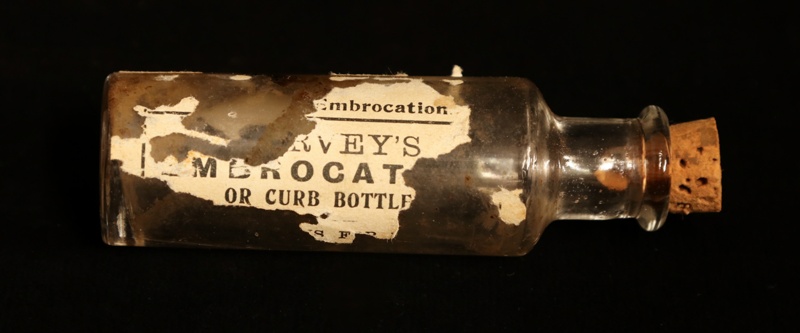 Embrocation
RVEY'S
MBROCAT
OR CURB BOTTLE